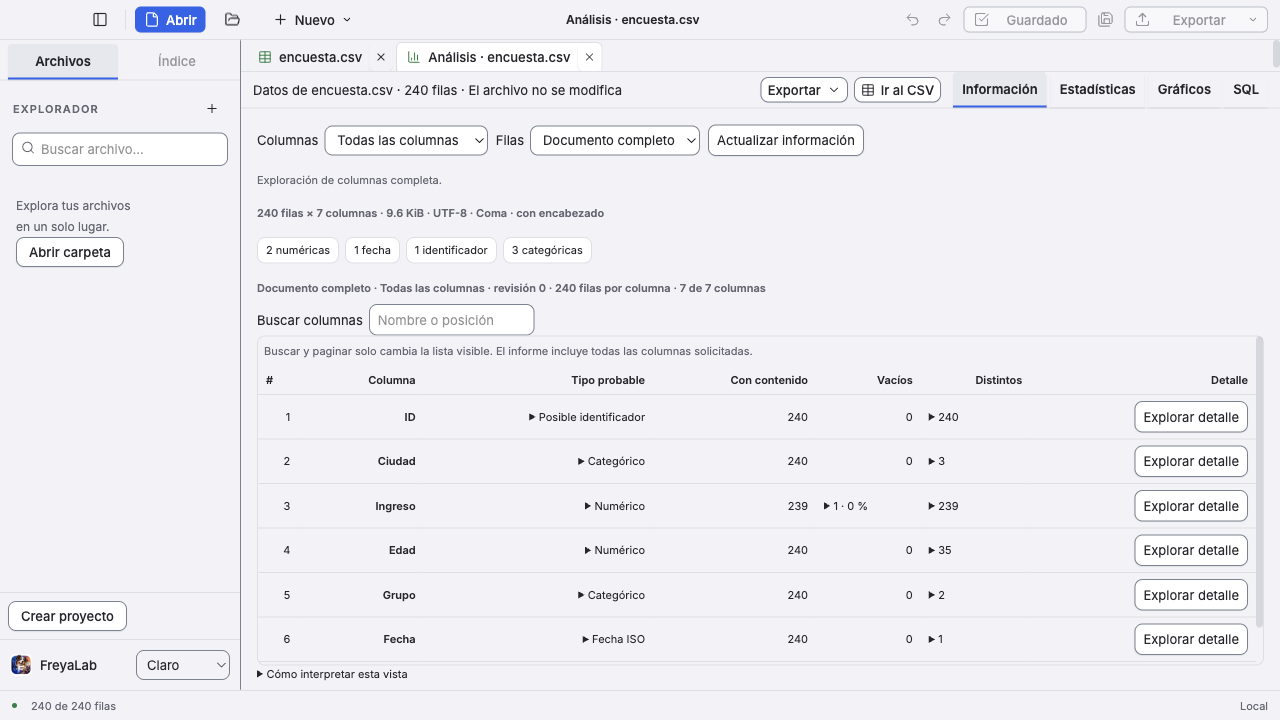 Abrir
Nuevo
Análisis · encuesta.csv
Guardado
Exportar
Archivos
Índice
EXPLORADOR
Buscar archivo...
Explora tus archivos
en un solo lugar.
Abrir carpeta
Crear proyecto
FreyaLab
Claro
encuesta.csv
Análisis · encuesta.csv
Datos de encuesta.csv · 240 filas · El archivo no se modifica
Exportar
Ir al CSV
Información
Estadísticas
Gráficos
SQL
Columnas
Todas las columnas
Filas
Documento completo
Actualizar información
Exploración de columnas completa.
240 filas × 7 columnas · 9.6 KiB · UTF-8 · Coma · con encabezado
2 numéricas
1 fecha
1 identificador
3 categóricas
Documento completo · Todas las columnas · revisión 0 · 240 filas por columna · 7 de 7 columnas
Buscar columnas
Nombre o posición
Buscar y paginar solo cambia la lista visible. El informe incluye todas las columnas solicitadas.
# Columna Tipo probable Con contenido Vacíos Distintos Detalle
1 ID Posible identificador 240 0 240 Explorar detalle
2 Ciudad Categórico 240 0 3 Explorar detalle
3 Ingreso Numérico 239 1 · 0 % 239 Explorar detalle
4 Edad Numérico 240 0 35 Explorar detalle
5 Grupo Categórico 240 0 2 Explorar detalle
6 Fecha Fecha ISO 240 0 1 Explorar detalle
Cómo interpretar esta vista
240 de 240 filas
Local